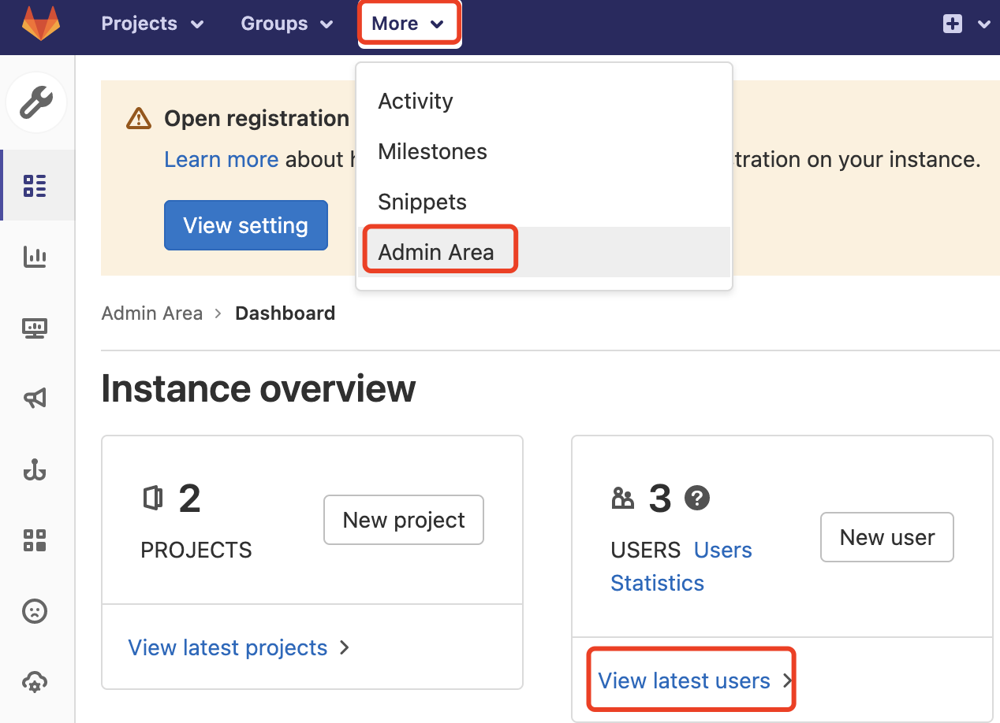 Projects Groups More
Activity
Milestones
Snippets
Admin Area
Open registration
Learn more about tration on your instance.
View setting
Admin Area > Dashboard
Instance overview
2 New project
PROJECTS
View latest projects >
3 ?
USERS Users
Statistics
New user
View latest users >